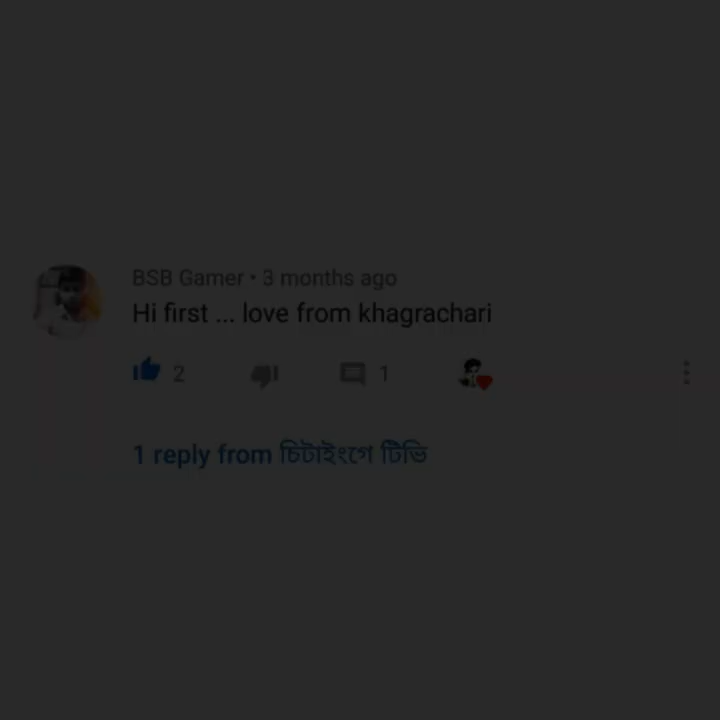 BSB Gamer • 3 months ago
Hi first ... love from khagrachari
2
1
1 reply from চিটাইংগে টিভি